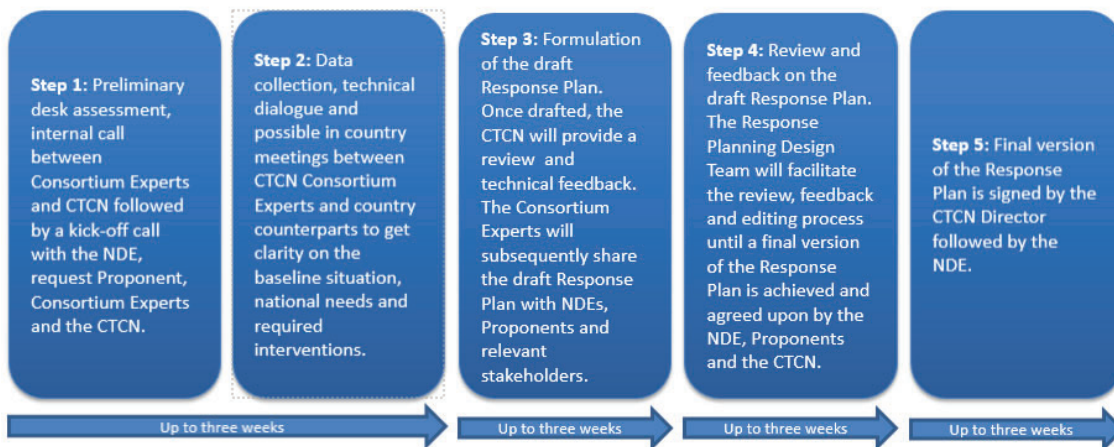 Step 1: Preliminary
desk assessment,
internal call
between
Consortium Experts
and CTCN followed
by a kick-off call
with the NDE,
request Proponent,
Consortium Experts
and the CTCN.
Step 2: Data
collection, technical
dialogue and
possible in country
meetings between
CTCN Consortium
Experts and country
counterparts to get
clarity on the
baseline situation,
national needs and
required
interventions.
Step 3: Formulation
of the draft
Response Plan.
Once drafted, the
CTCN will provide a
review and
technical feedback.
The Consortium
Experts will
subsequently share
the draft Response
Plan with NDEs,
Proponents and
relevant
stakeholders.
Step 4: Review and
feedback on the
draft Response Plan.
The Response
Planning Design
Team will facilitate
the review, feedback
and editing process
until a final version
of the Response
Plan is achieved and
agreed upon by the
NDE, Proponents
and the CTCN.
Step 5: Final version
of the Response
Plan is signed by the
CTCN Director
followed by the
NDE.
Up to three weeks
Up to three weeks
Up to three weeks
Up to three weeks